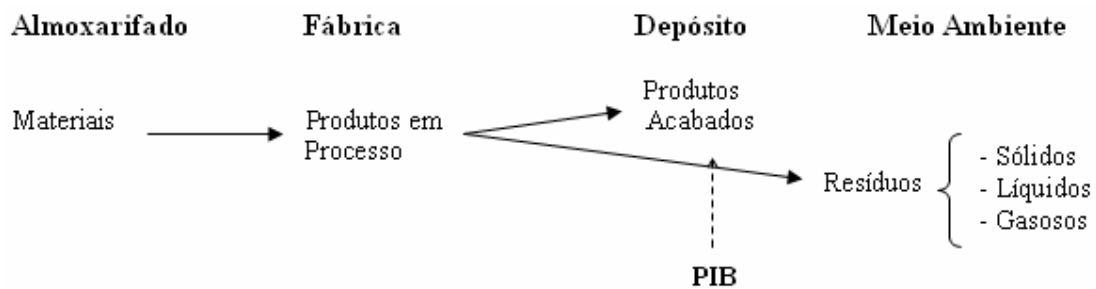 Almoxarifado Fábrica Depósito Meio Ambiente
Materiais
Produtos em
Processo
Produtos
Acabados
Resíduos
- Sólidos
- Líquidos
- Gasosos
PIB